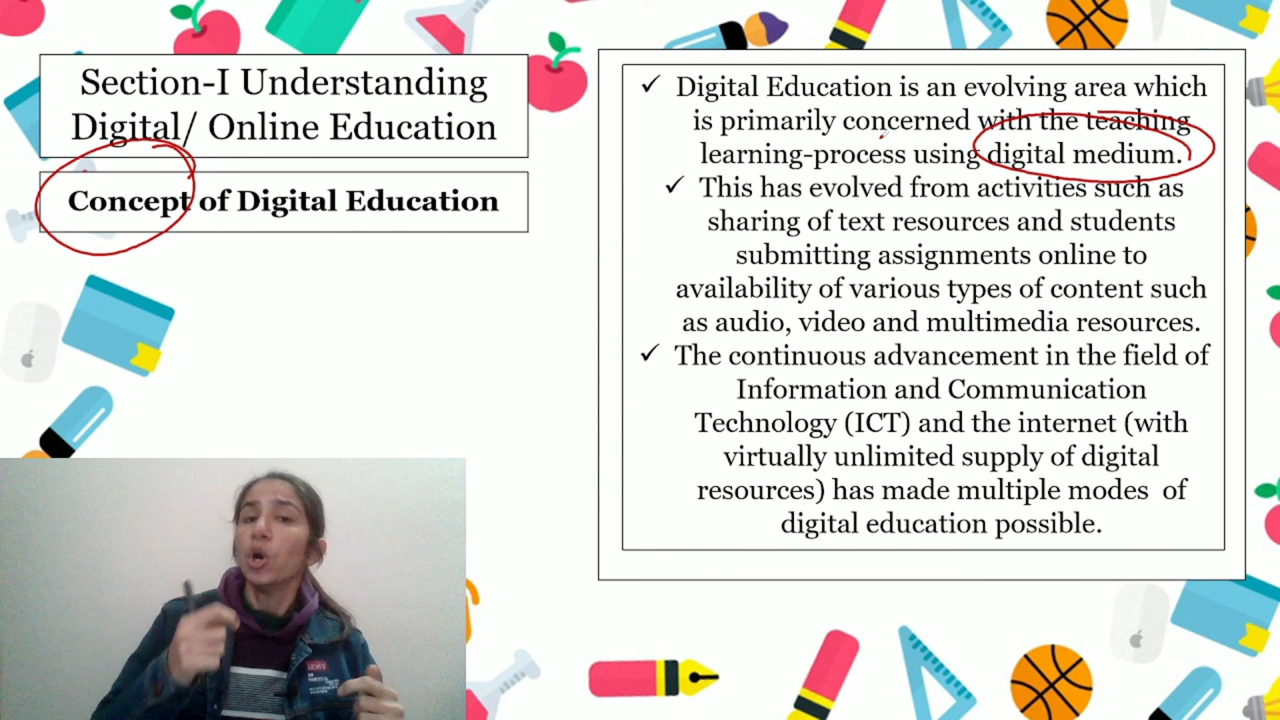 Section-I Understanding
Digital/ Online Education
Concept of Digital Education
✓ Digital Education is an evolving area which
is primarily concerned with the teaching
learning-process using digital medium.
✓ This has evolved from activities such as
sharing of text resources and students
submitting assignments online to
availability of various types of content such
as audio, video and multimedia resources.
✓ The continuous advancement in the field of
Information and Communication
Technology (ICT) and the internet (with
virtually unlimited supply of digital
resources) has made multiple modes of
digital education possible.